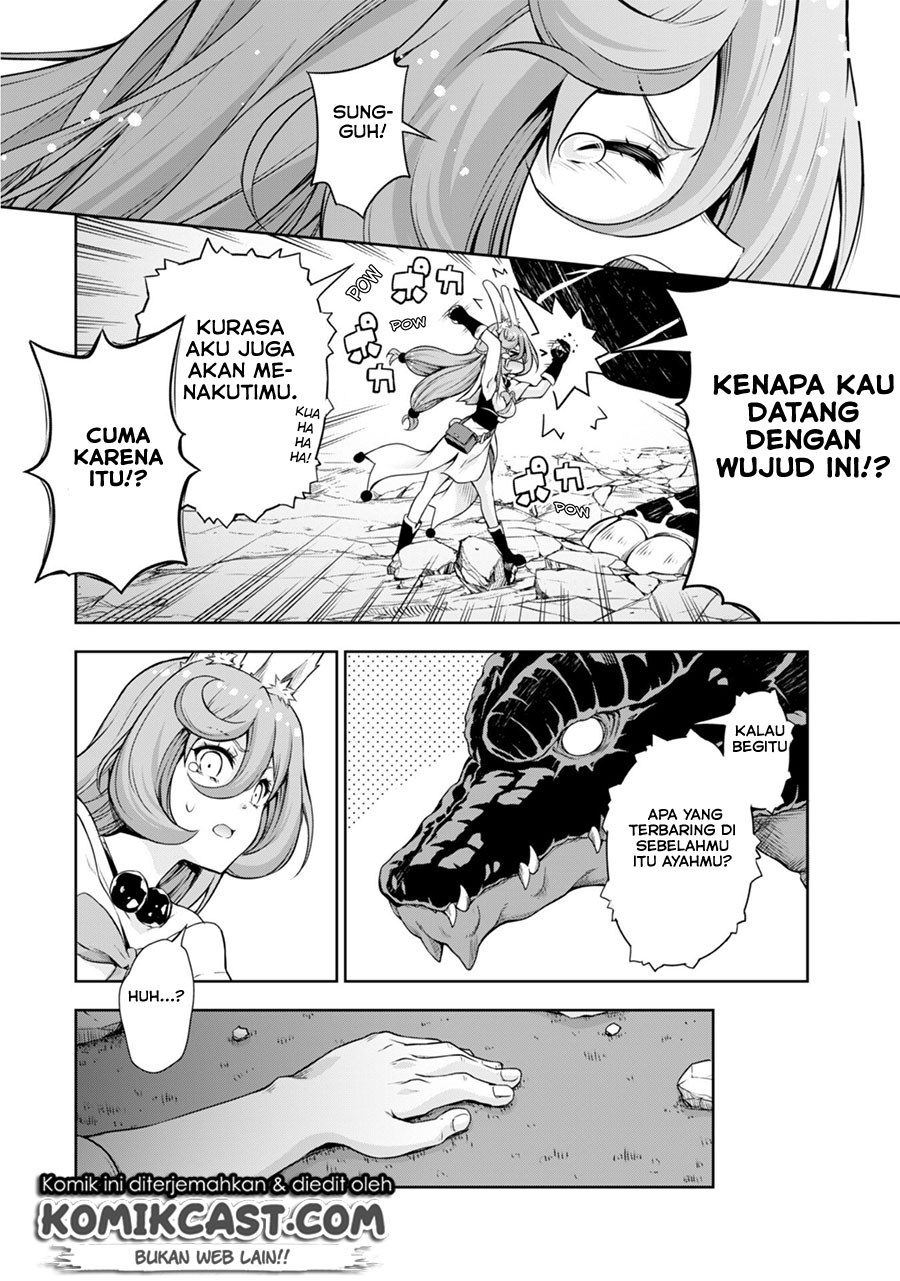 SUNG-
GUH!
KENAPA KAU
DATANG
DENGAN
WUJUD INI!?
POW
ポカ
POW
ポカ
ポカ
POW
KURASA
AKU JUGA
AKAN ME-
NAKUTIMU.
KUA
HA
HA
HA!
CUMA
KARENA
ITU!?
KALAU
BEGITU
APA YANG
TERBARING DI
SEBELAHMU
ITU AYAHMU?
HUH...?
Komik ini diterjemahkan & diedit oleh
KOMIKCAST.COM
BUKAN WEB LAIN!!